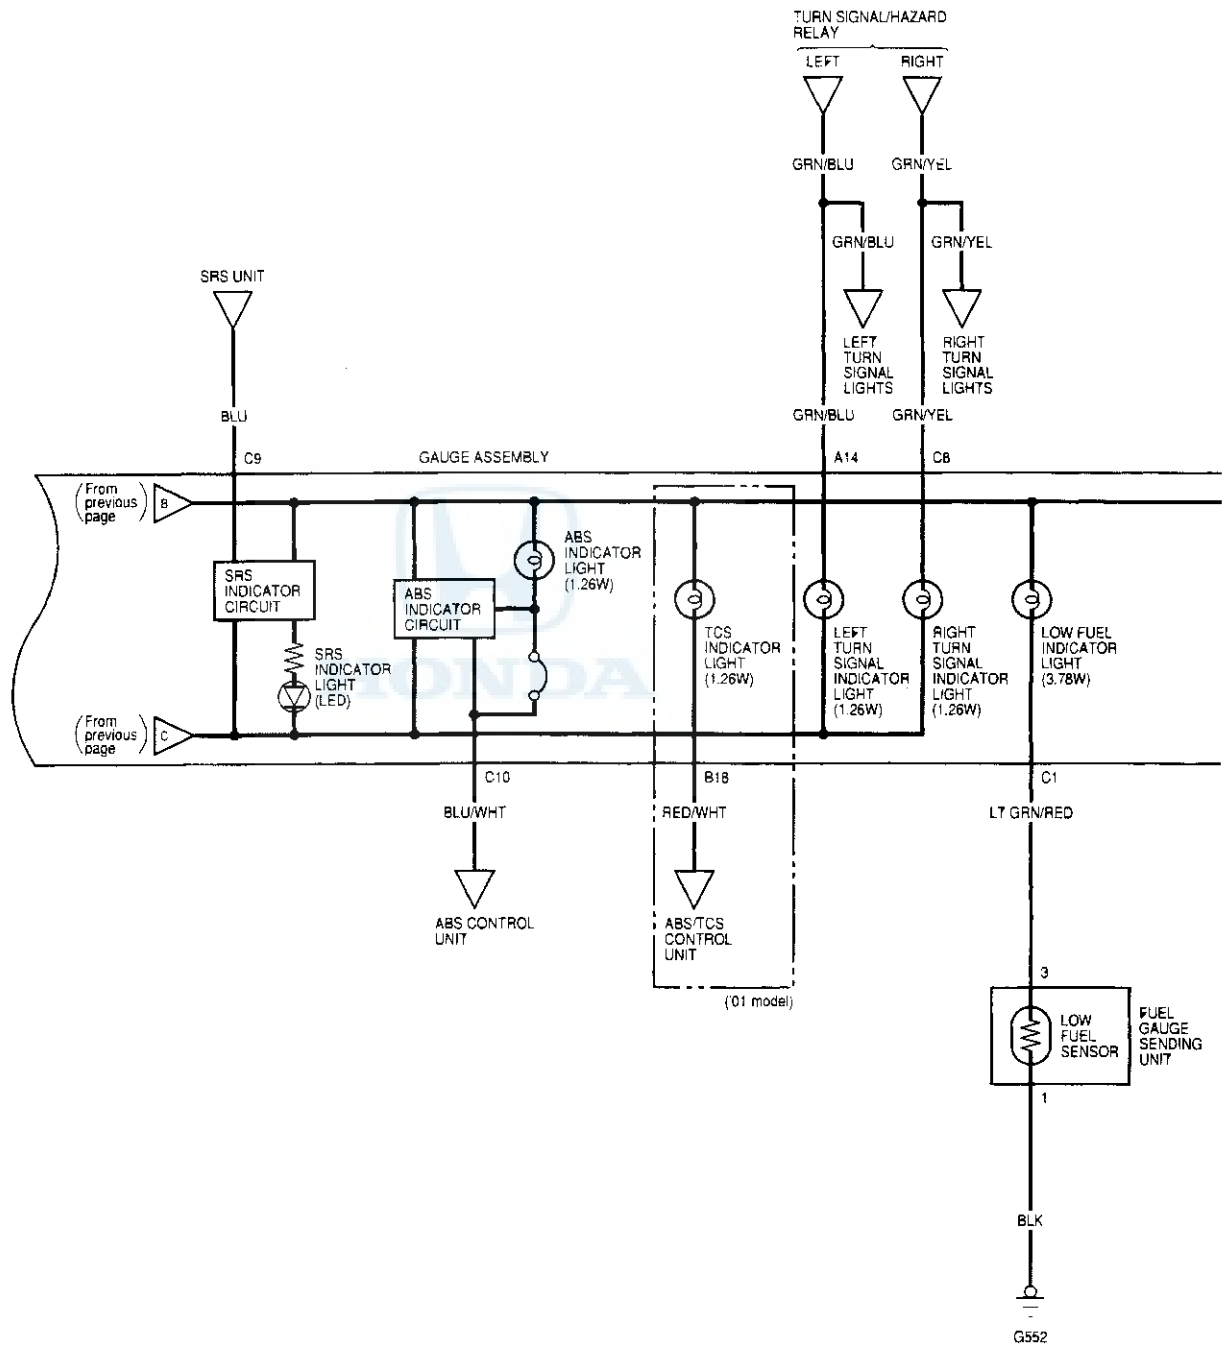 TURN SIGNAL/HAZARD
RELAY
LEFT
RIGHT
GRN/BLU
GRN/YEL
GRN/BLU
GRN/YEL
SRS UNIT
LEFT
TURN
SIGNAL
LIGHTS
RIGHT
TURN
SIGNAL
LIGHTS
BLU
GRN/BLU
GRN/YEL
C9
GAUGE ASSEMBLY
A14
C8
(From
previous
page)
B
ABS
INDICATOR
LIGHT
(1.26W)
SRS
INDICATOR
CIRCUIT
ABS
INDICATOR
CIRCUIT
SRS
INDICATOR
LIGHT
(LED)
TCS
INDICATOR
LIGHT
(1.26W)
LEFT
TURN
SIGNAL
INDICATOR
LIGHT
(1.26W)
RIGHT
TURN
SIGNAL
INDICATOR
LIGHT
(1.26W)
LOW FUEL
INDICATOR
LIGHT
(3.78W)
HONDA
(From
previous
page)
C
C10
B18
C1
BLU/WHT
RED/WHT
LT GRN/RED
ABS CONTROL
UNIT
ABS/TCS
CONTROL
UNIT
('01 model)
3
LOW
FUEL
SENSOR
FUEL
GAUGE
SENDING
UNIT
1
BLK
G552